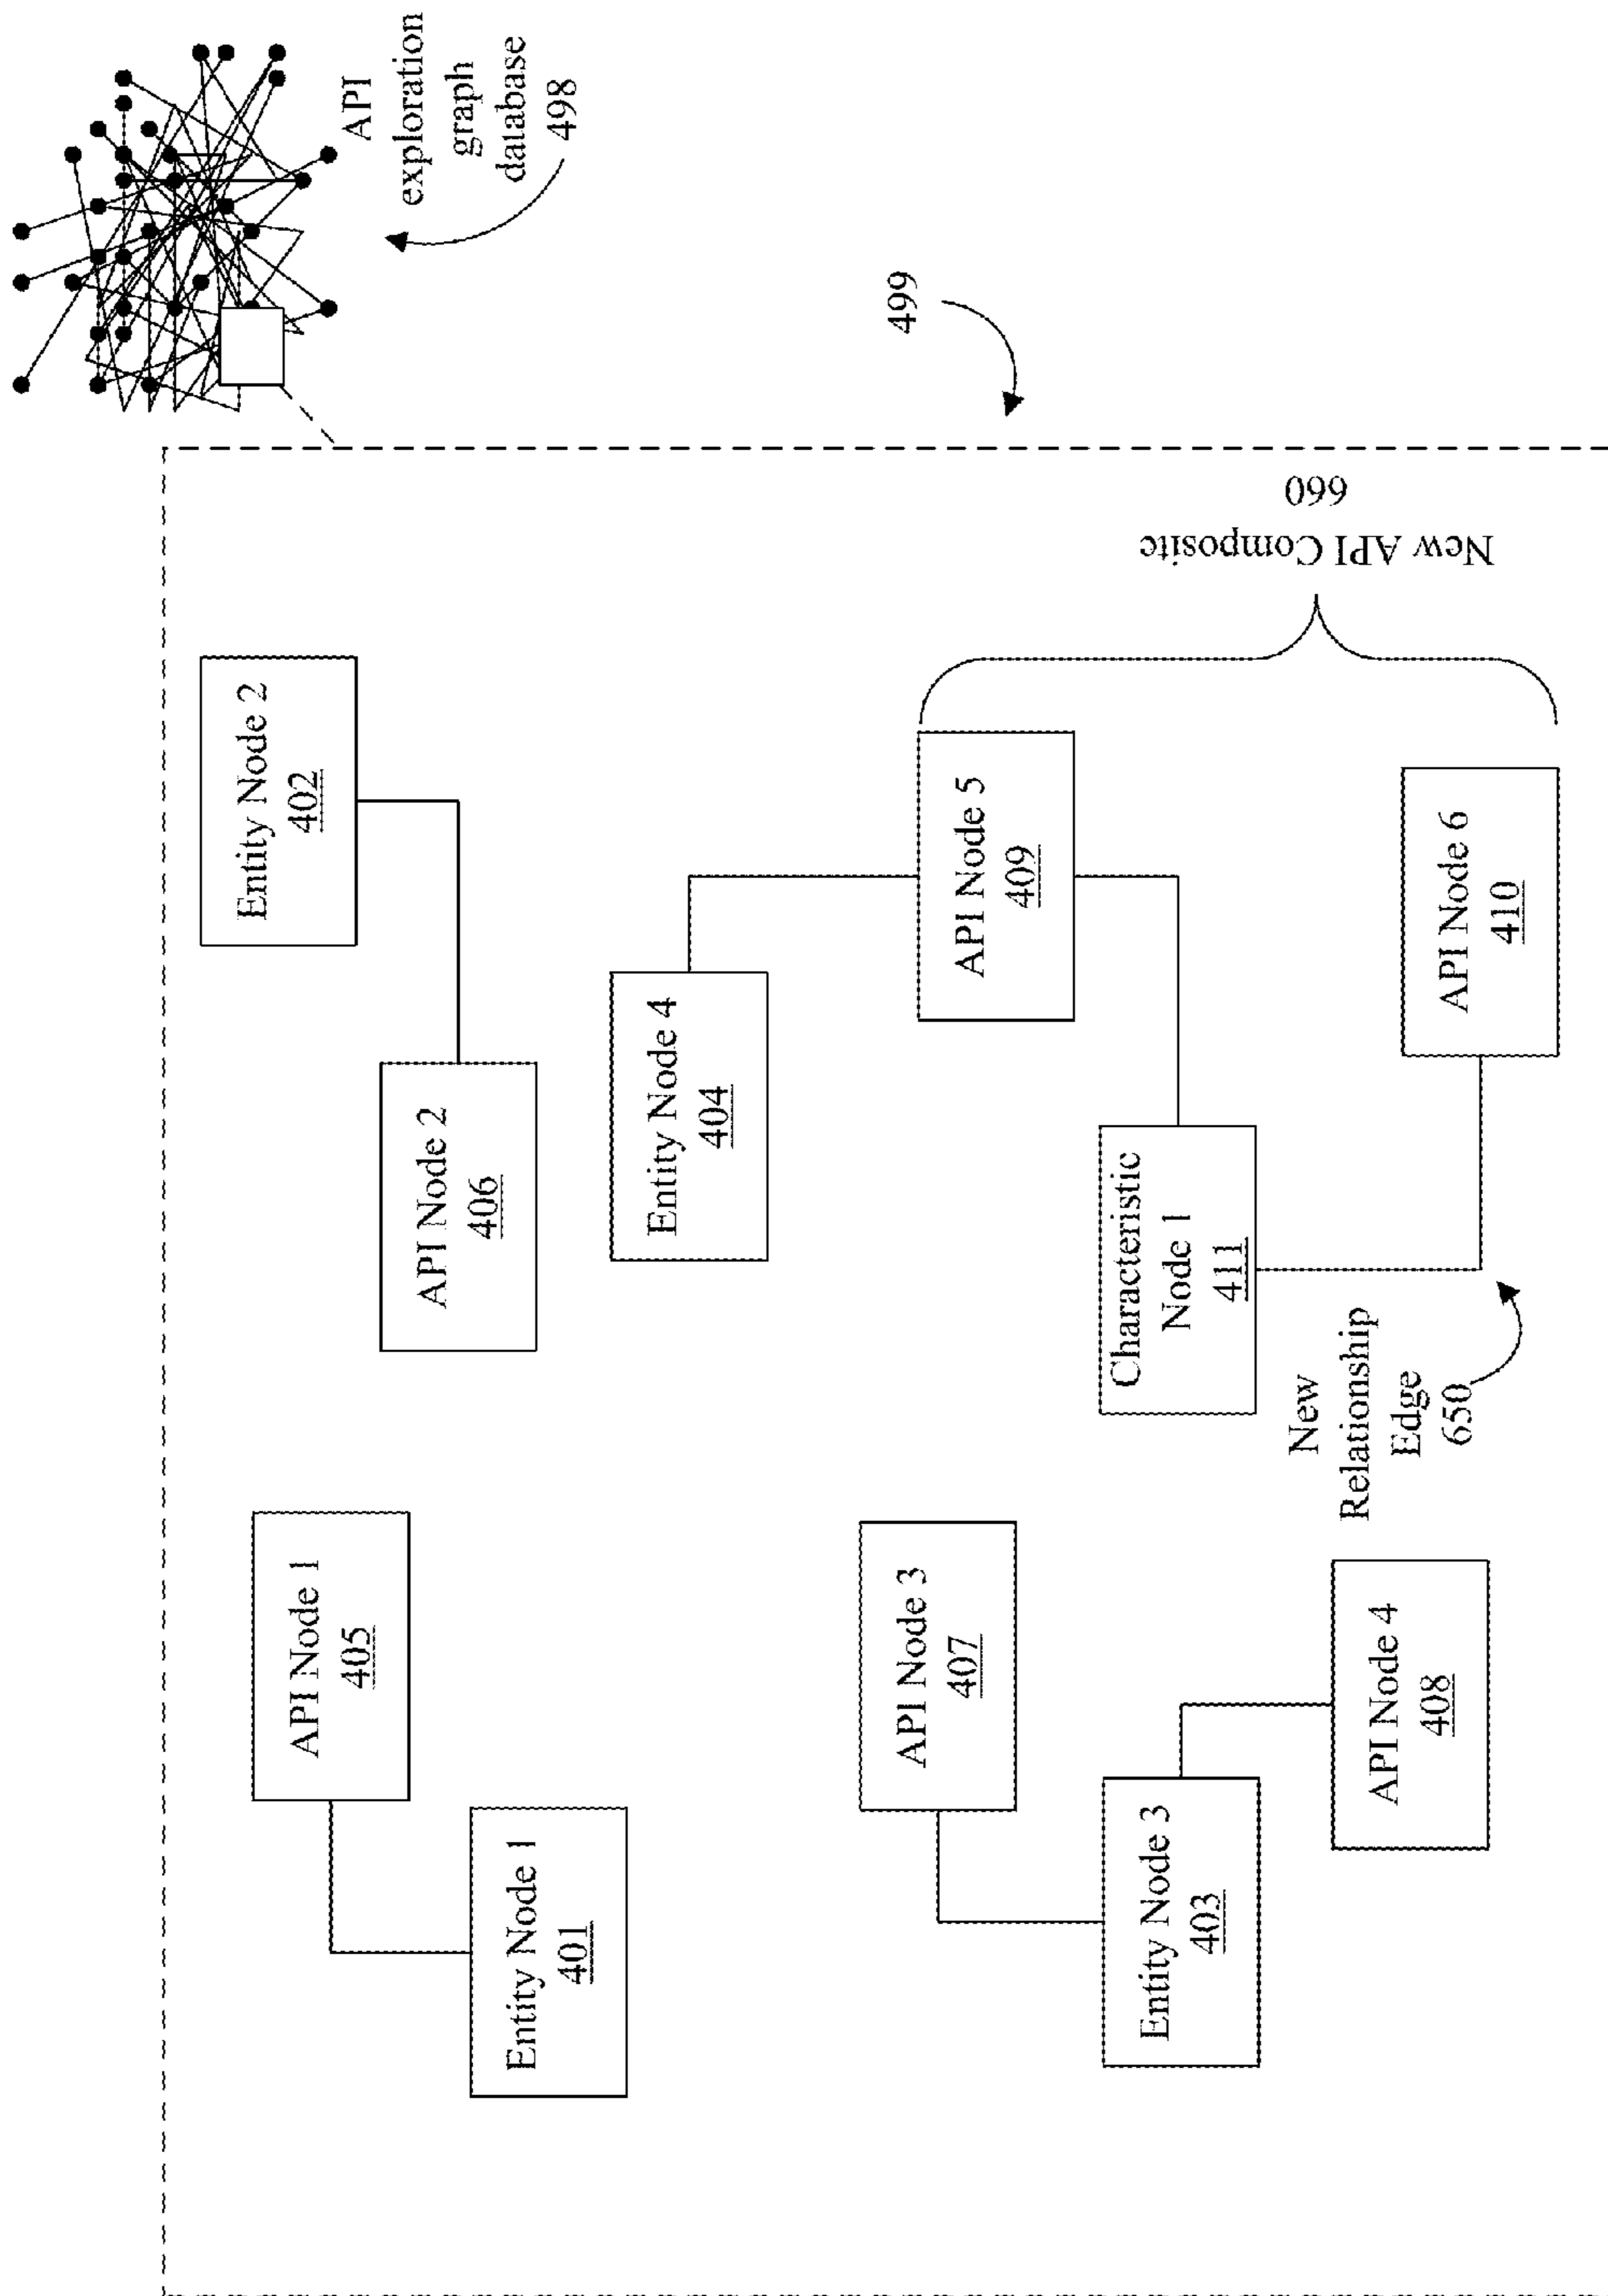 API
exploration
graph
database
498
499
Entity Node 2
402
API Node 1
405
API Node 2
406
Entity Node 1
401
Entity Node 4
404
API Node 3
407
API Node 5
409
Entity Node 3
403
Characteristic
Node 1
411
New API Composite
660
New
Relationship
Edge
650
API Node 4
408
API Node 6
410